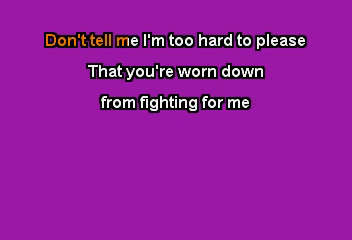 Don't tell me I'm too hard to please
That you're worn down
from fighting for me